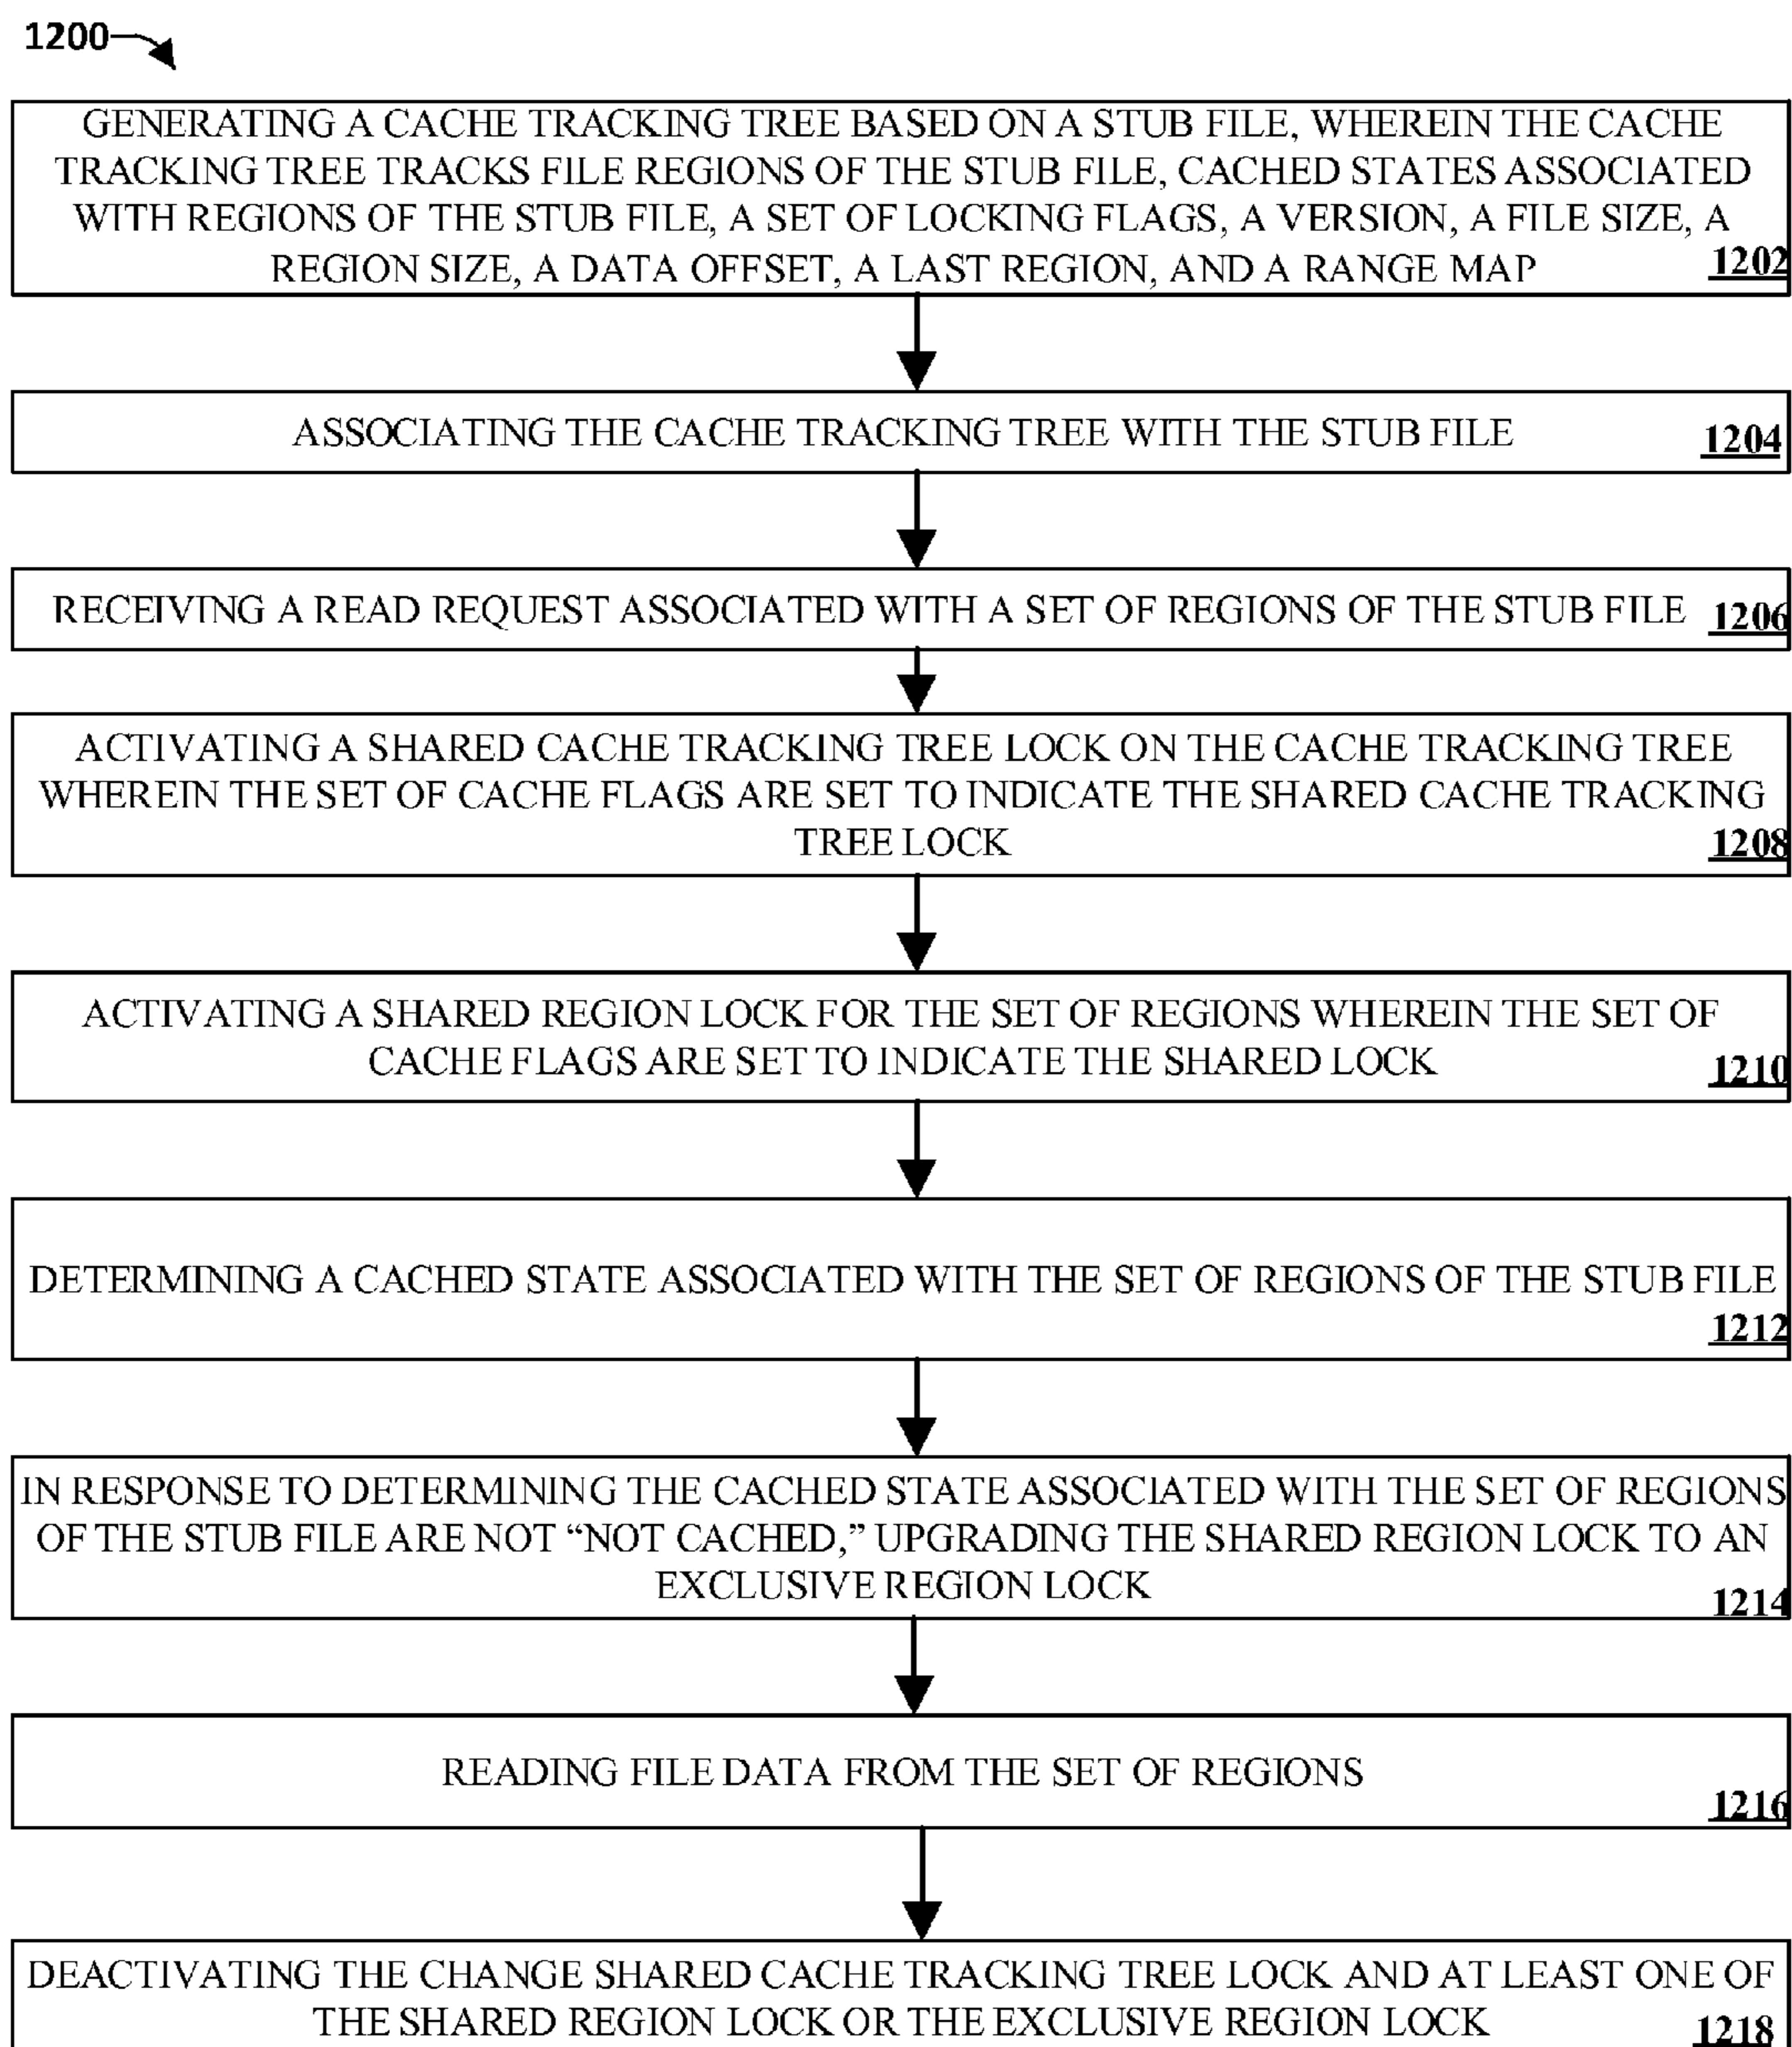 1200
GENERATING A CACHE TRACKING TREE BASED ON A STUB FILE, WHEREIN THE CACHE
TRACKING TREE TRACKS FILE REGIONS OF THE STUB FILE, CACHED STATES ASSOCIATED
WITH REGIONS OF THE STUB FILE, A SET OF LOCKING FLAGS, A VERSION, A FILE SIZE, A
REGION SIZE, A DATA OFFSET, A LAST REGION, AND A RANGE MAP
1202
ASSOCIATING THE CACHE TRACKING TREE WITH THE STUB FILE
1204
RECEIVING A READ REQUEST ASSOCIATED WITH A SET OF REGIONS OF THE STUB FILE
1206
ACTIVATING A SHARED CACHE TRACKING TREE LOCK ON THE CACHE TRACKING TREE
WHEREIN THE SET OF CACHE FLAGS ARE SET TO INDICATE THE SHARED CACHE TRACKING
TREE LOCK
1208
ACTIVATING A SHARED REGION LOCK FOR THE SET OF REGIONS WHEREIN THE SET OF
CACHE FLAGS ARE SET TO INDICATE THE SHARED LOCK
1210
DETERMINING A CACHED STATE ASSOCIATED WITH THE SET OF REGIONS OF THE STUB FILE
1212
IN RESPONSE TO DETERMINING THE CACHED STATE ASSOCIATED WITH THE SET OF REGIONS
OF THE STUB FILE ARE NOT “NOT CACHED,” UPGRADING THE SHARED REGION LOCK TO AN
EXCLUSIVE REGION LOCK
1214
READING FILE DATA FROM THE SET OF REGIONS
1216
DEACTIVATING THE CHANGE SHARED CACHE TRACKING TREE LOCK AND AT LEAST ONE OF
THE SHARED REGION LOCK OR THE EXCLUSIVE REGION LOCK
1218